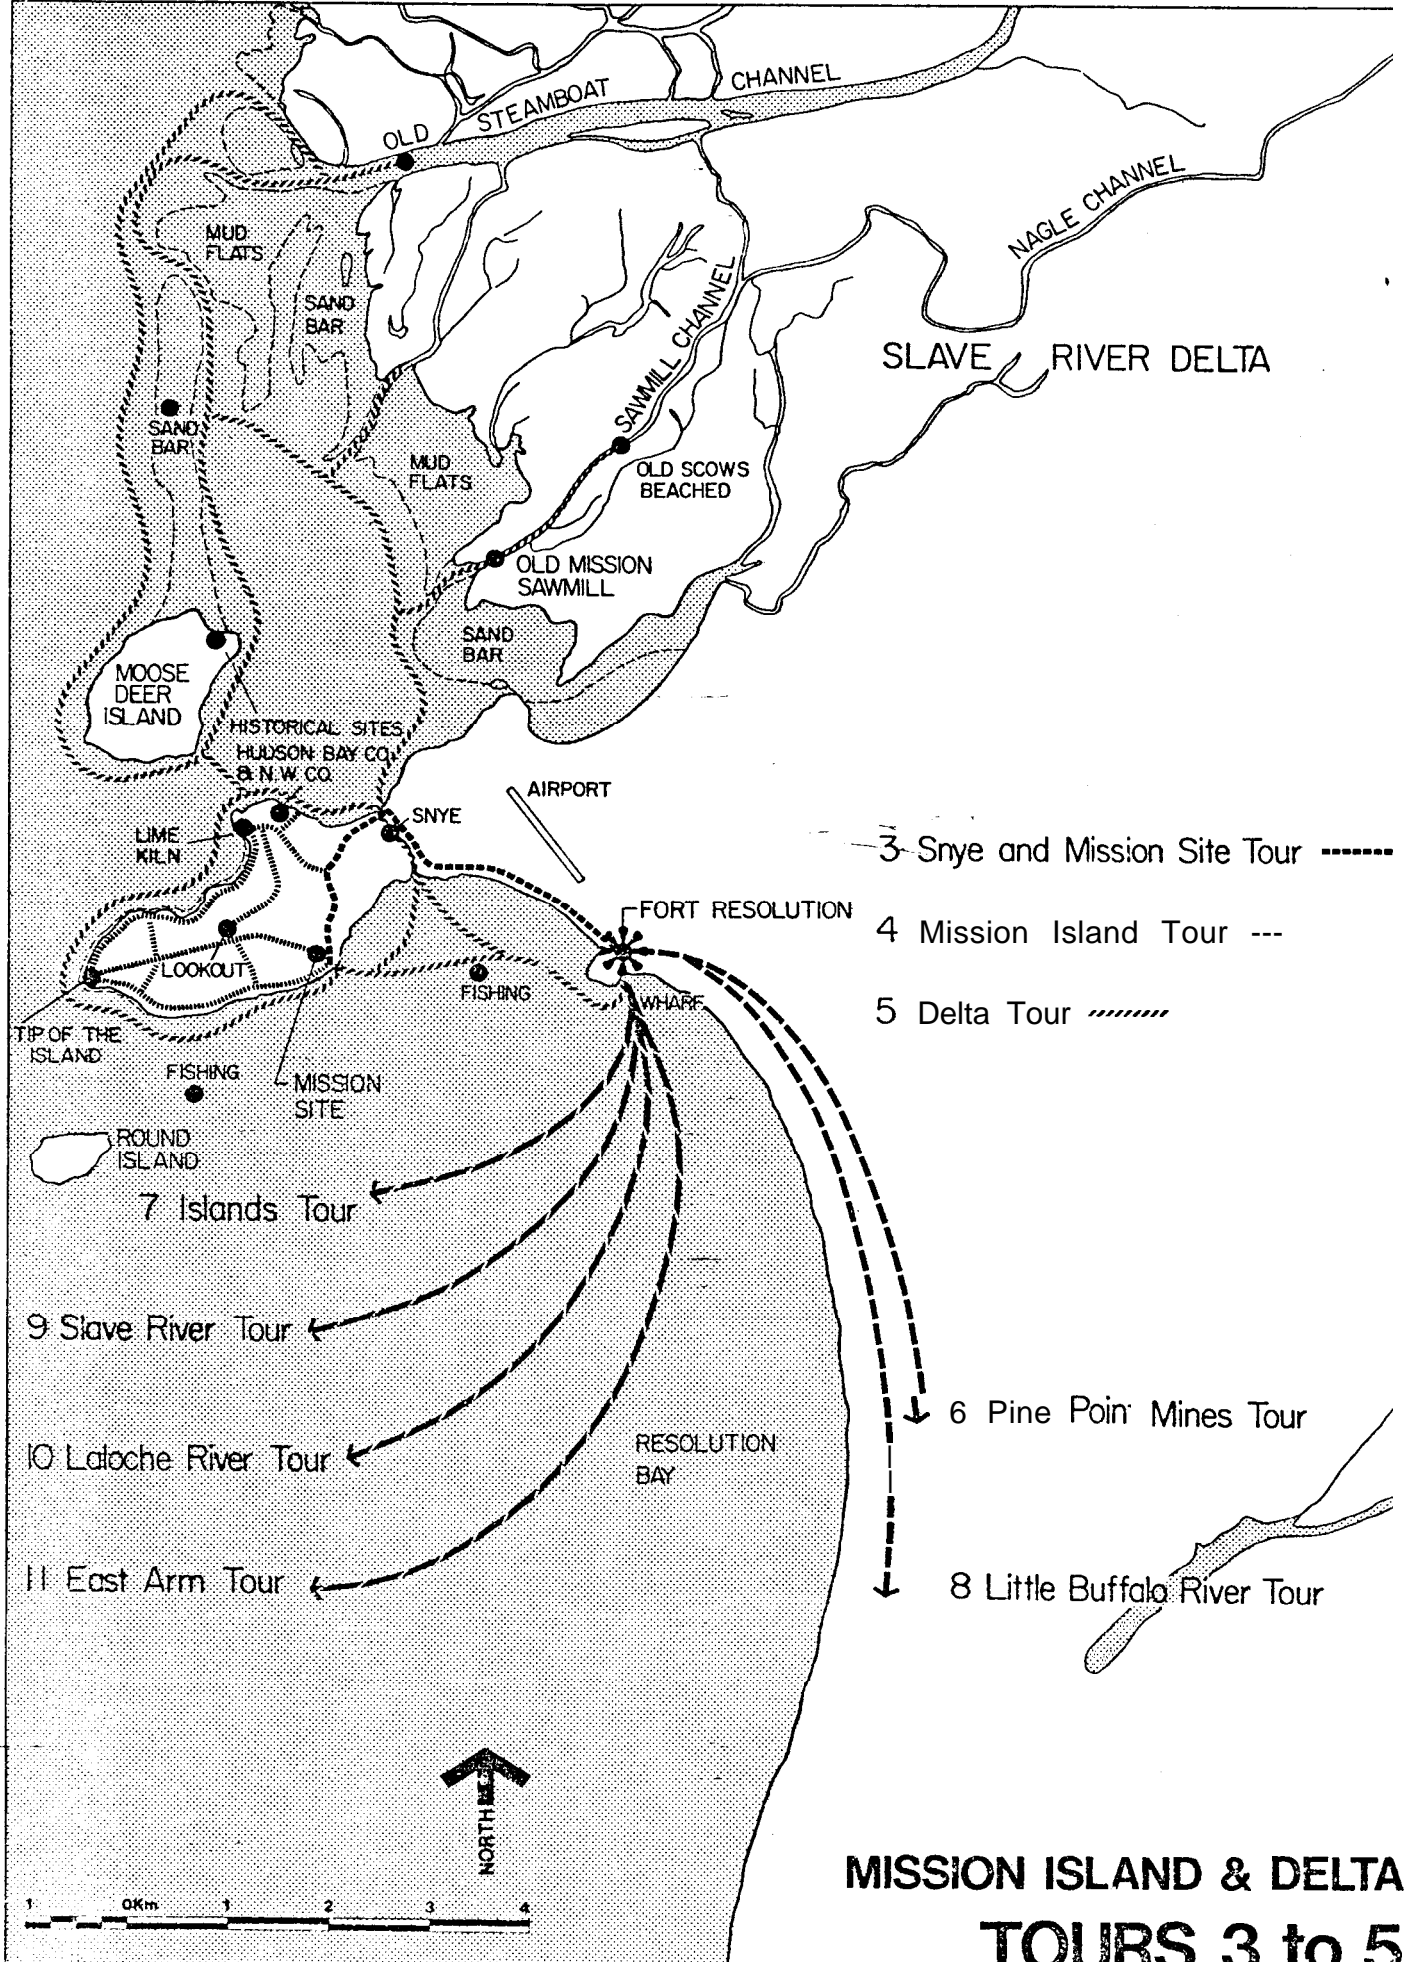 CHANNEL
STEAMBOAT
OLD
NAGLE CHANNEL
MUD
FLATS
SAND
BAR
SAWMILL CHANNEL
SLAVE RIVER DELTA
SAND
BAR
MUD
FLATS
OLD SCOWS
BEACHED
OLD MISSION
SAWMILL
SAND
BAR
MOOSE
DEER
ISLAND
HISTORICAL SITES
HUDSON BAY CO.
& N.W. CO.
AIRPORT
SNYE
LIME
KILN
3 Snye and Mission Site Tour
FORT RESOLUTION
4 Mission Island Tour ---
LOOKOUT
FISHING
WHARF
5 Delta Tour
TIP OF THE
ISLAND
FISHING
MISSION
SITE
ROUND
ISLAND
7 Islands Tour
9 Slave River Tour
6 Pine Poin Mines Tour
10 Laloche River Tour
RESOLUTION
BAY
11 East Arm Tour
8 Little Buffalo River Tour
NORTH
1 0Km 1 2 3 4
MISSION ISLAND & DELTA
TOURS 3 to 5